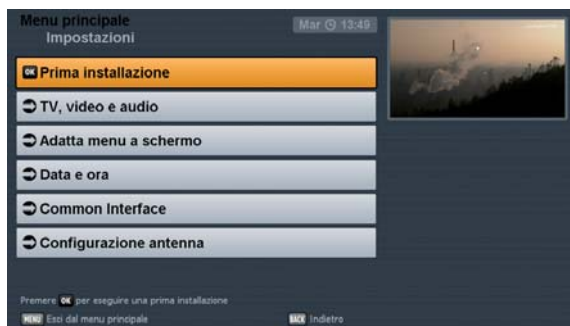 Menu principale
Impostazioni
Mar 13:49
OK Prima installazione
TV, video e audio
Adatta menu a schermo
Data e ora
Common Interface
Configurazione antenna
Premere OK per eseguire una prima installazione
MENU Esci dal menu principale
BACK Indietro